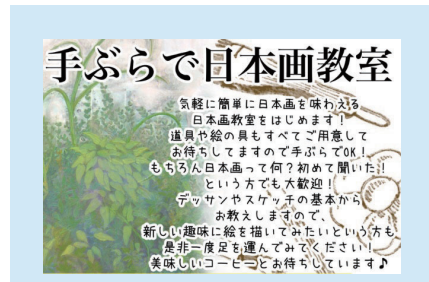 手ぶらで日本画教室
気軽に簡単に日本画を味わえる
日本画教室をはじめます！
道具や絵の具もすべてご用意して
お待ちしてますので手ぶらでOK！
もちろん日本画って何？初めて聞いた！
という方でも大歓迎！
デッサンやスケッチの基本から
お教えしますので、
新しい趣味に絵を描いてみたいという方も
是非一度足を運んでみてください！
美味しいコーヒーとお待ちしています♪